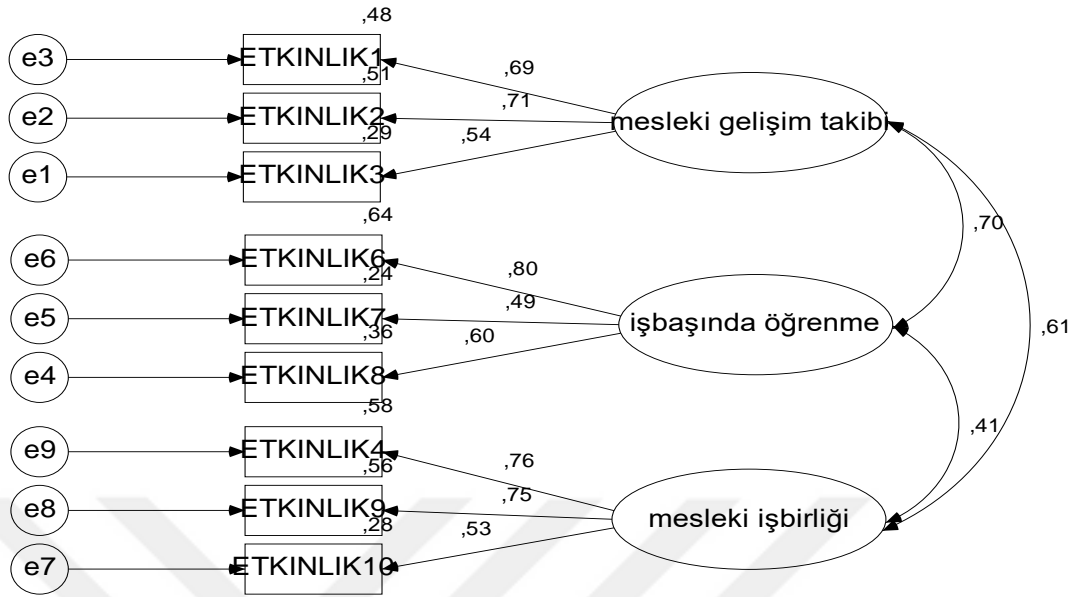 ,48
e3 ETKINLIK1 ,69
,51
,71
e2 ETKINLIK2 mesleki gelişim takibi
,29 ,54
e1 ETKINLIK3
,64 ,70
e6 ETKINLIK6 ,80
,24
,49
e5 ETKINLIK7 işbaşında öğrenme ,61
,36 ,60
e4 ETKINLIK8
,58
,41
e9 ETKINLIK4 ,76
,56
,75
e8 ETKINLIK9 mesleki işbirliği
,28 ,53
e7 ETKINLIK10